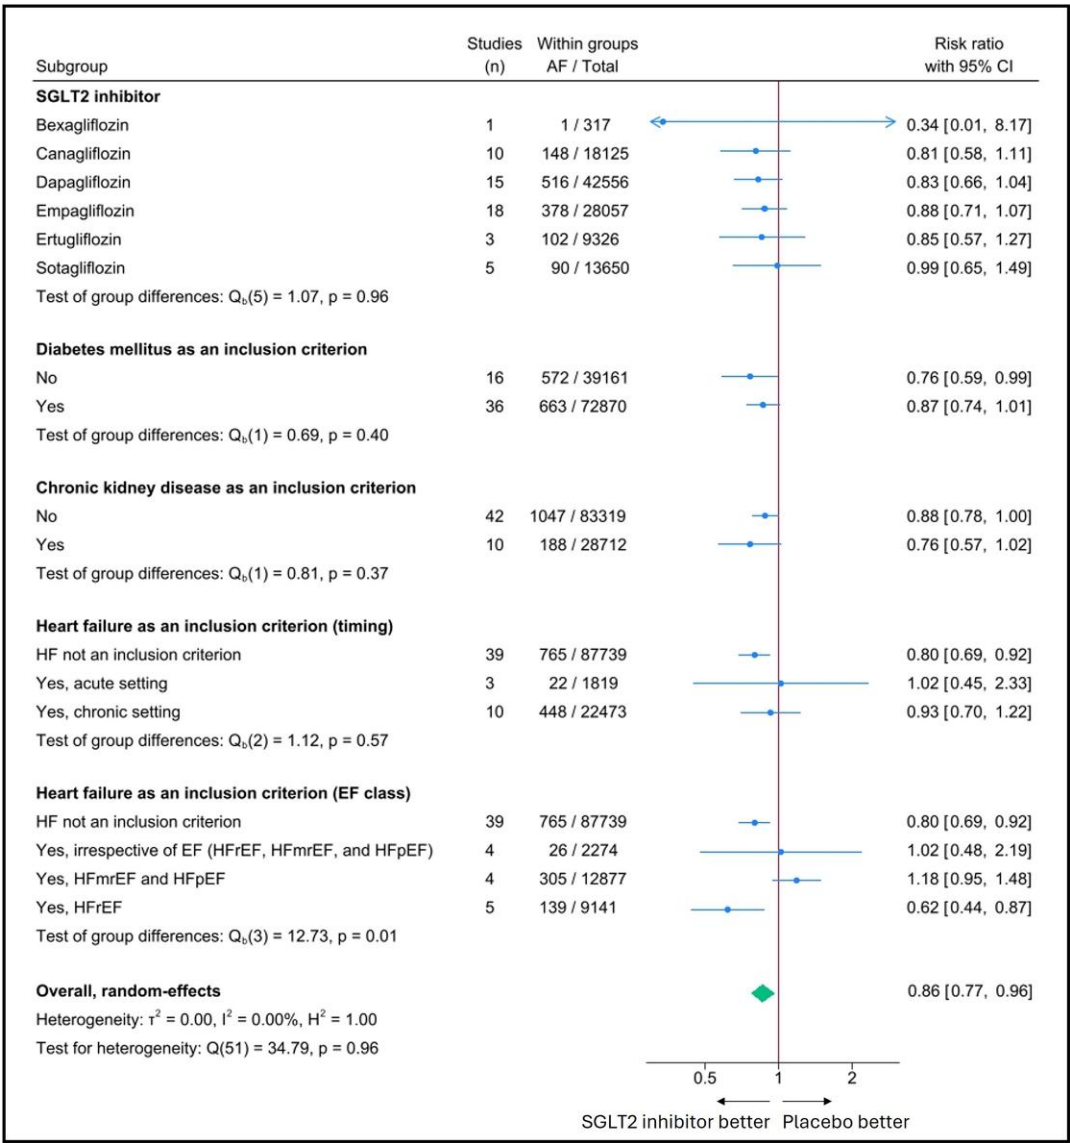 Studies Within groups Risk ratio
Subgroup (n) AF / Total with 95% CI
SGLT2 inhibitor
Bexagliflozin 1 1 / 317 0.34 [0.01, 8.17]
Canagliflozin 10 148 / 18125 0.81 [0.58, 1.11]
Dapagliflozin 15 516 / 42556 0.83 [0.66, 1.04]
Empagliflozin 18 378 / 28057 0.88 [0.71, 1.07]
Ertugliflozin 3 102 / 9326 0.85 [0.57, 1.27]
Sotagliflozin 5 90 / 13650 0.99 [0.65, 1.49]
Test of group differences: Qb(5) = 1.07, p = 0.96
Diabetes mellitus as an inclusion criterion
No 16 572 / 39161 0.76 [0.59, 0.99]
Yes 36 663 / 72870 0.87 [0.74, 1.01]
Test of group differences: Qb(1) = 0.69, p = 0.40
Chronic kidney disease as an inclusion criterion
No 42 1047 / 83319 0.88 [0.78, 1.00]
Yes 10 188 / 28712 0.76 [0.57, 1.02]
Test of group differences: Qb(1) = 0.81, p = 0.37
Heart failure as an inclusion criterion (timing)
HF not an inclusion criterion 39 765 / 87739 0.80 [0.69, 0.92]
Yes, acute setting 3 22 / 1819 1.02 [0.45, 2.33]
Yes, chronic setting 10 448 / 22473 0.93 [0.70, 1.22]
Test of group differences: Qb(2) = 1.12, p = 0.57
Heart failure as an inclusion criterion (EF class)
HF not an inclusion criterion 39 765 / 87739 0.80 [0.69, 0.92]
Yes, irrespective of EF (HFrEF, HFmrEF, and HFpEF) 4 26 / 2274 1.02 [0.48, 2.19]
Yes, HFmrEF and HFpEF 4 305 / 12877 1.18 [0.95, 1.48]
Yes, HFrEF 5 139 / 9141 0.62 [0.44, 0.87]
Test of group differences: Qb(3) = 12.73, p = 0.01
Overall, random-effects 0.86 [0.77, 0.96]
Heterogeneity: τ² = 0.00, I² = 0.00%, H² = 1.00
Test for heterogeneity: Q(51) = 34.79, p = 0.96
0.5 1 2
SGLT2 inhibitor better Placebo better